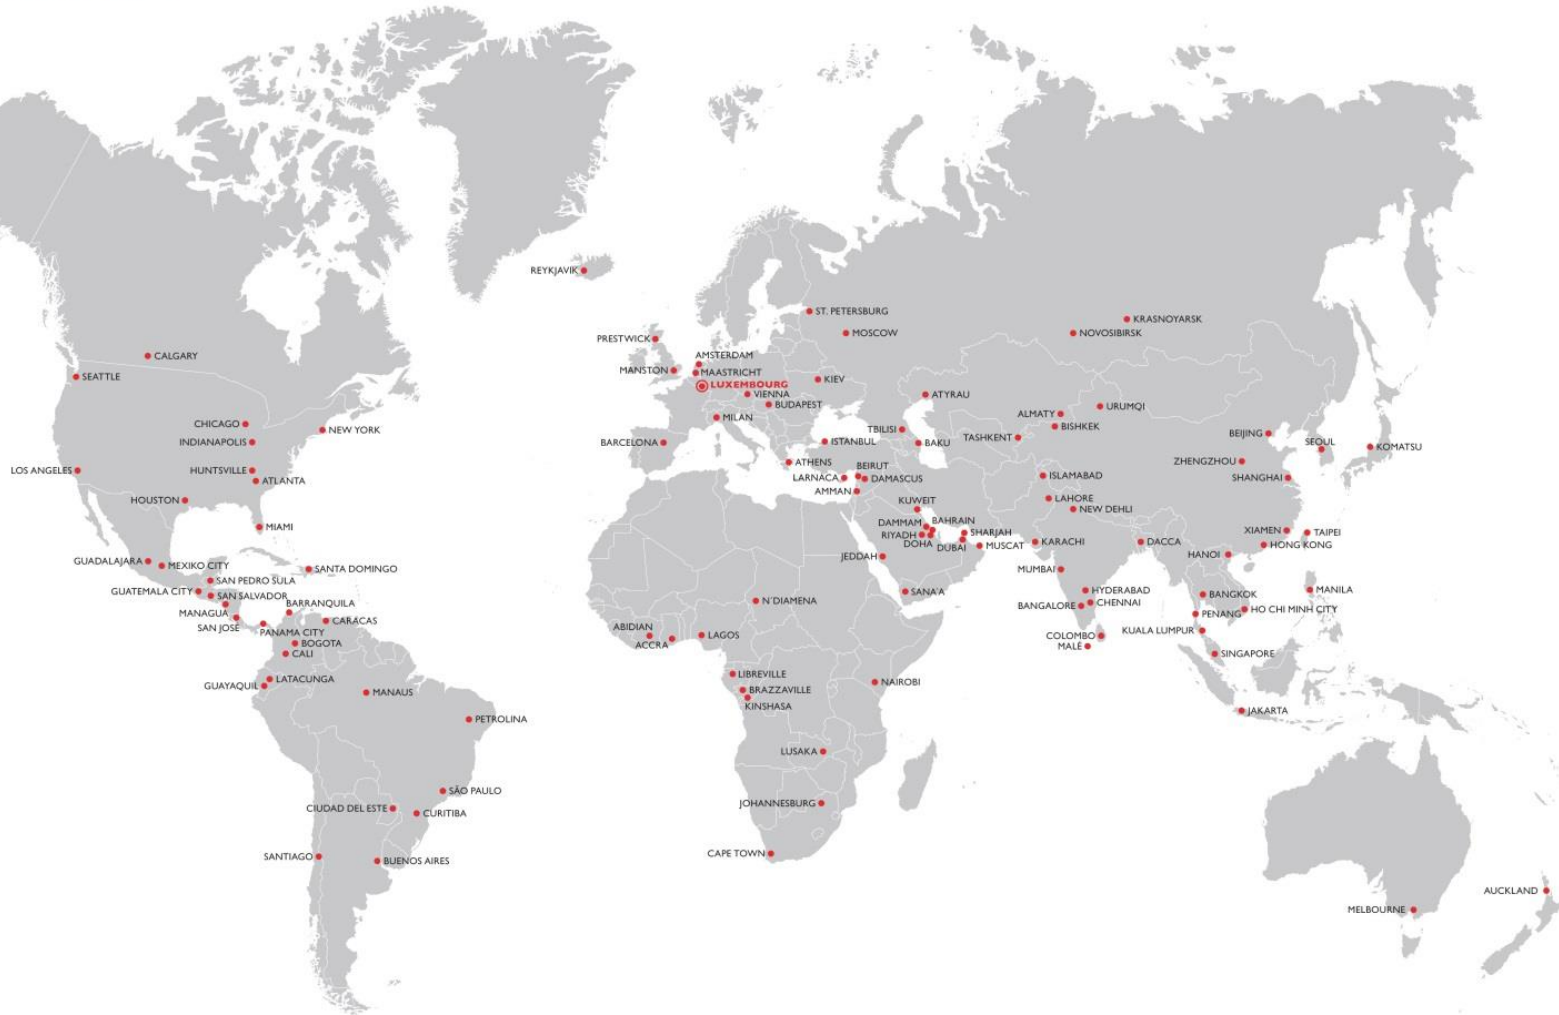 REYKJAVIK
ST. PETERSBURG
KRASNOYARSK
MOSCOW
NOVOSIBIRSK
PRESTWICK
AMSTERDAM
CALGARY
MANSTON
MAASTRICHT
SEATTLE
KIEV
LUXEMBOURG
VIENNA
ATYRAU
BUDAPEST
URUMQI
ALMATY
MILAN
CHICAGO
BISHKEK
NEW YORK
TBILISI
BEIJING
TASHKENT
INDIANAPOLIS
BARCELONA
ISTANBUL
BAKU
SEOUL
KOMATSU
ATHENS
ZHENGZHOU
BEIRUT
LOS ANGELES
HUNTSVILLE
LARNACA
DAMASCUS
ISLAMABAD
SHANGHAI
ATLANTA
AMMAN
HOUSTON
KUWEIT
LAHORE
NEW DEHLI
MIAMI
DAMMAM
BAHRAIN
XIAMEN
TAIPEI
RIYADH
SHARJAH
DOHA
DUBAI
MUSCAT
KARACHI
DACCA
HONG KONG
JEDDAH
HANOI
GUADALAJARA
MEXIKO CITY
SANTA DOMINGO
MUMBAI
SAN PEDRO SULA
GUATEMALA CITY
SAN SALVADOR
SANA'A
HYDERABAD
BANGKOK
MANILA
BARRANQUILA
N'DIAMENA
BANGALORE
CHENNAI
HO CHI MINH CITY
MANAGUA
PENANG
CARACAS
SAN JOSÉ
PANAMA CITY
ABIDIAN
ACCRA
LAGOS
COLOMBO
KUALA LUMPUR
BOGOTA
MALÉ
CALI
SINGAPORE
LIBREVILLE
LATACUNGA
GUAYAQUIL
MANAUS
BRAZZAVILLE
NAIROBI
KINSHASA
JAKARTA
PETROLINA
LUSAKA
SÃO PAULO
JOHANNESBURG
CIUDAD DEL ESTE
CURITIBA
CAPE TOWN
SANTIAGO
BUENOS AIRES
AUCKLAND
MELBOURNE